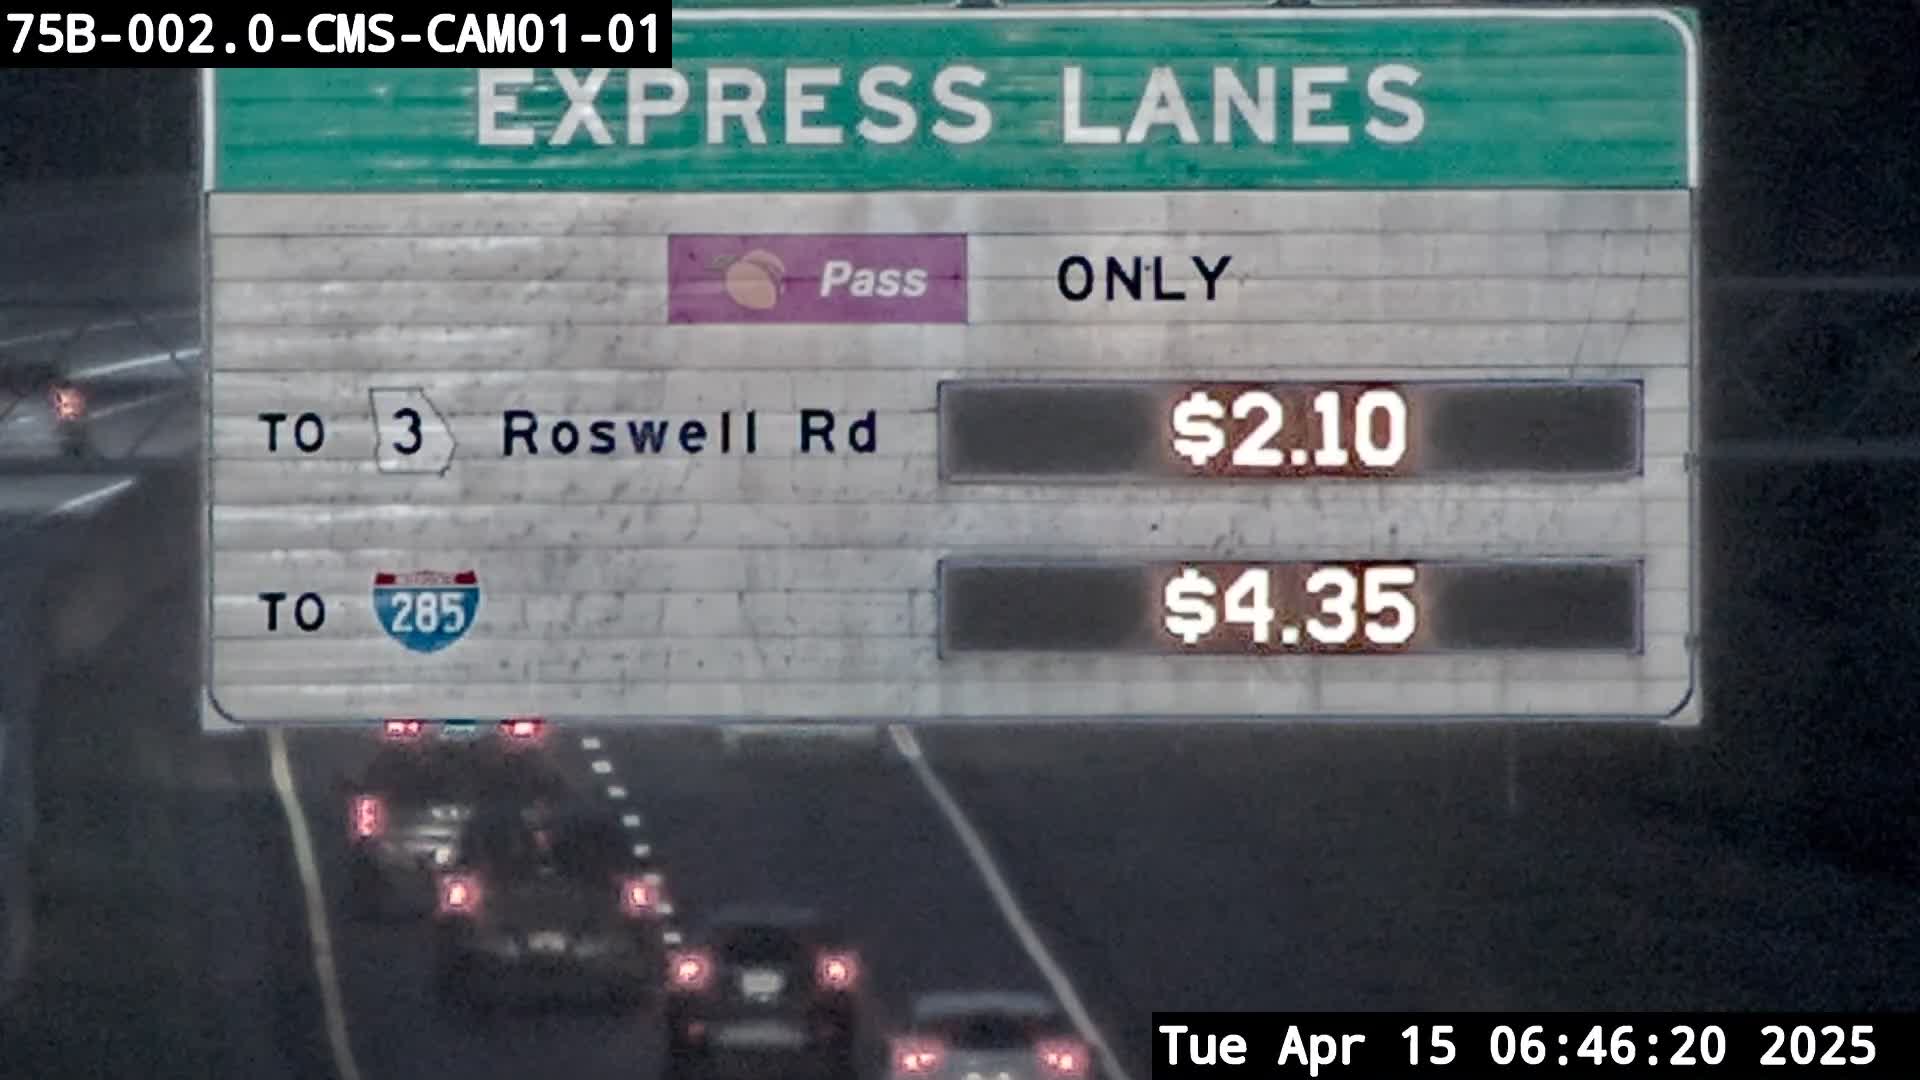 75B-002.0-CMS-CAM01-01
EXPRESS LANES
Pass ONLY
TO 3 Roswell Rd $2.10
TO 285 $4.35
Tue Apr 15 06:46:20 2025